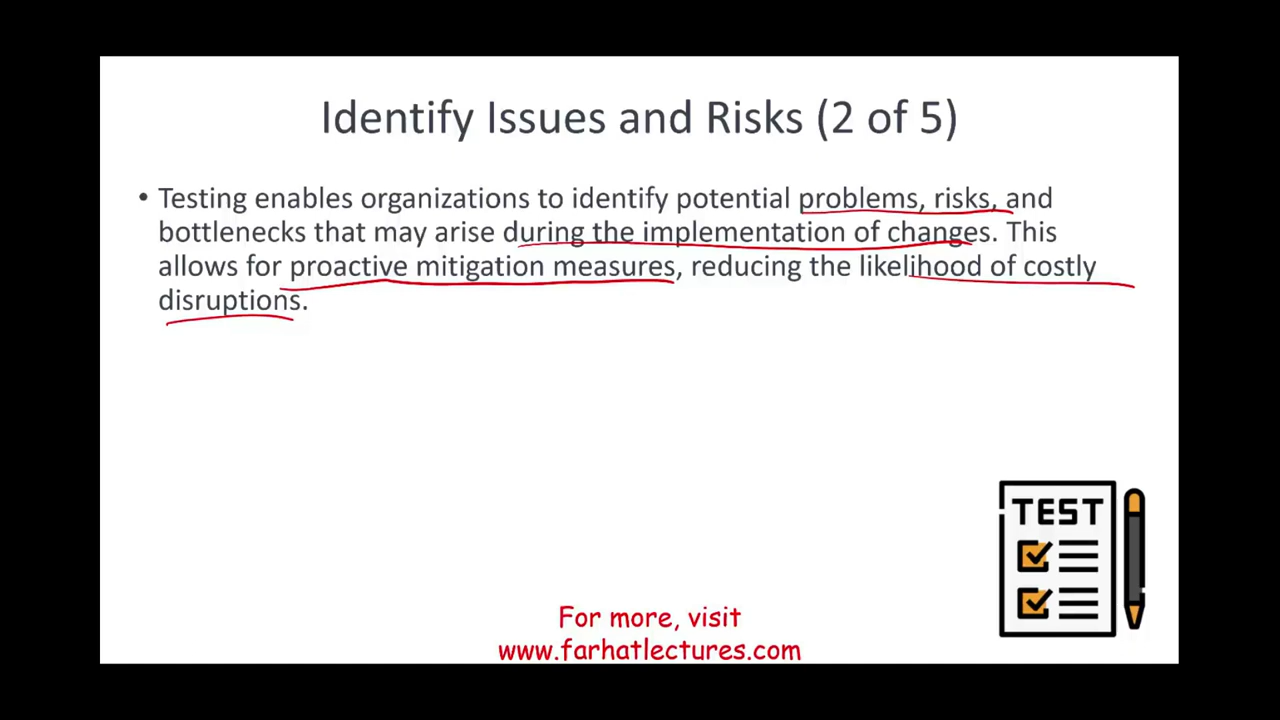 Identify Issues and Risks (2 of 5)
• Testing enables organizations to identify potential problems, risks, and
bottlenecks that may arise during the implementation of changes. This
allows for proactive mitigation measures, reducing the likelihood of costly
disruptions.
TEST
For more, visit
www.farhatlectures.com